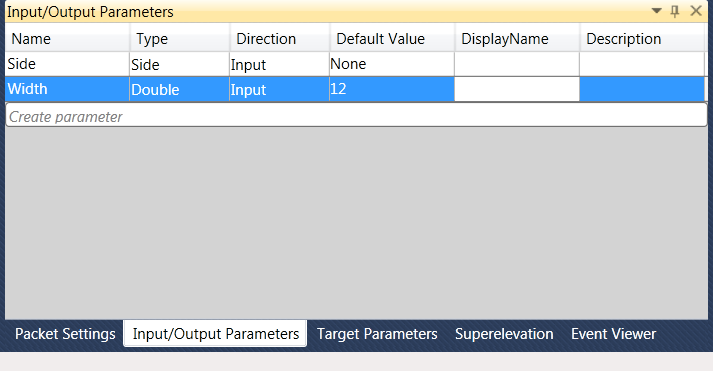 Input/Output Parameters
Name Type Direction Default Value DisplayName Description
Side Side Input None
Width Double Input 12
Create parameter
Packet Settings Input/Output Parameters Target Parameters Superelevation Event Viewer